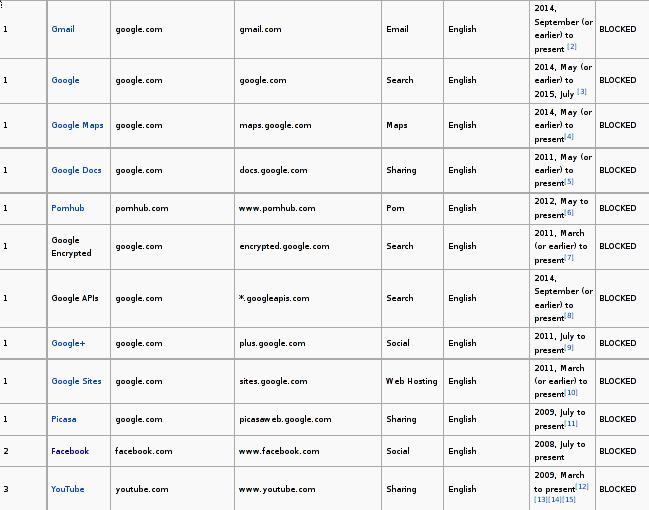 1 Gmail google.com gmail.com Email English 2014, September (or earlier) to present [2] BLOCKED
1 Google google.com google.com Search English 2014, May (or earlier) to 2015, July [3] BLOCKED
1 Google Maps google.com maps.google.com Maps English 2014, May (or earlier) to present[4] BLOCKED
1 Google Docs google.com docs.google.com Sharing English 2011, May (or earlier) to present[5] BLOCKED
1 Pornhub pornhub.com www.pornhub.com Porn English 2012, May to present[6] BLOCKED
1 Google Encrypted google.com encrypted.google.com Search English 2011, March (or earlier) to present[7] BLOCKED
1 Google APIs google.com *.googleapis.com Search English 2014, September (or earlier) to present[8] BLOCKED
1 Google+ google.com plus.google.com Social English 2011, July to present[9] BLOCKED
1 Google Sites google.com sites.google.com Web Hosting English 2011, March (or earlier) to present[10] BLOCKED
1 Picasa google.com picasaweb.google.com Sharing English 2009, July to present[11] BLOCKED
2 Facebook facebook.com www.facebook.com Social English 2008, July to present BLOCKED
3 YouTube youtube.com www.youtube.com Sharing English 2009, March to present[12][13][14][15] BLOCKED